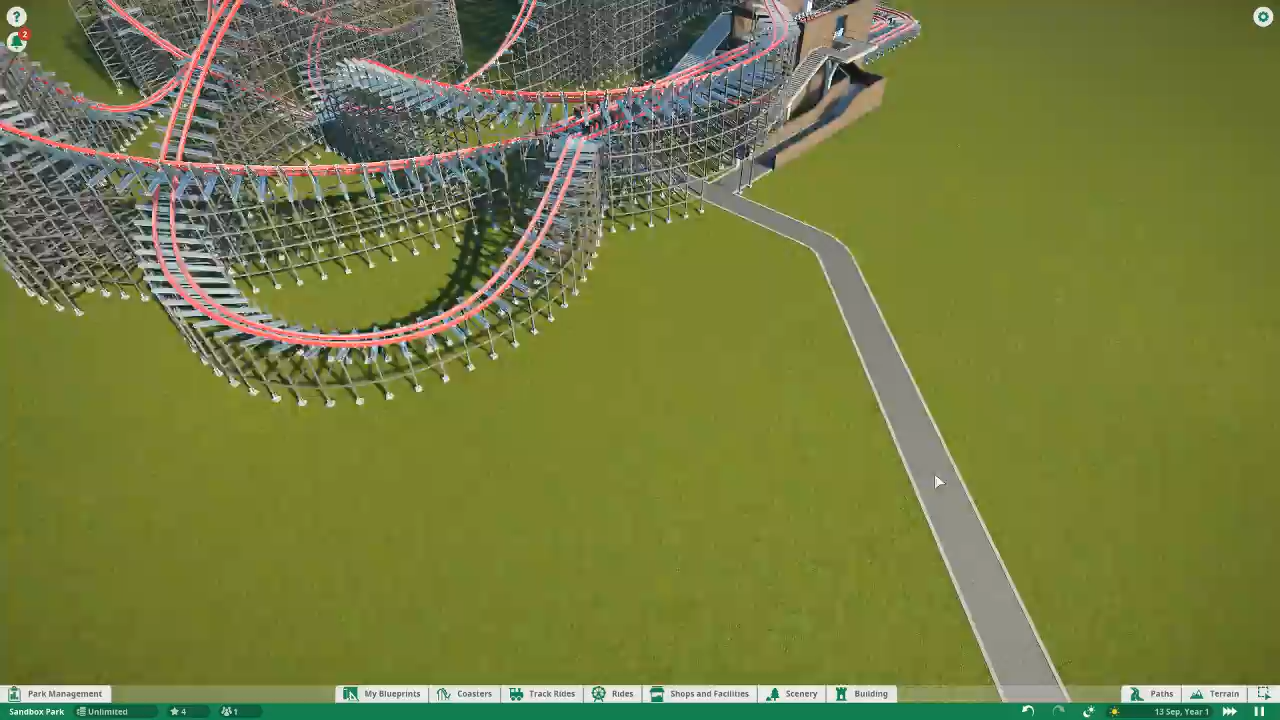 ?
2
Park Management
My Blueprints
Coasters
Track Rides
Rides
Shops and Facilities
Scenery
Building
Paths
Terrain
Sandbox Park
Unlimited
4
1
13 Sep, Year 1